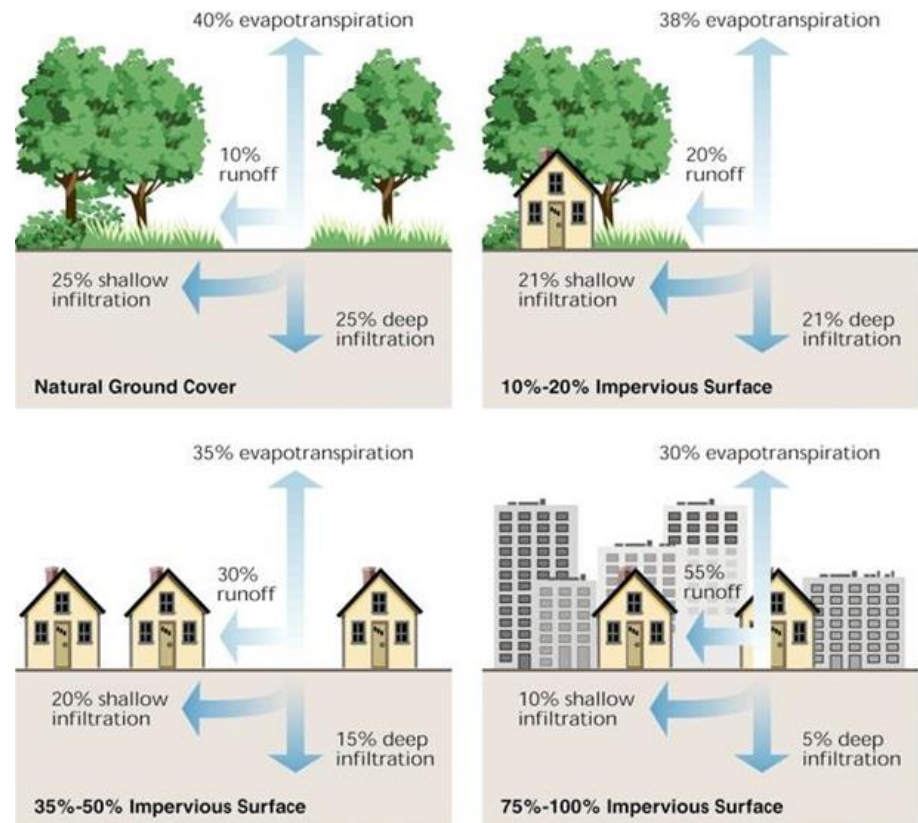 40% evapotranspiration
10%
runoff
25% shallow
infiltration
25% deep
infiltration
Natural Ground Cover
38% evapotranspiration
20%
runoff
21% shallow
infiltration
21% deep
infiltration
10%-20% Impervious Surface
35% evapotranspiration
30%
runoff
20% shallow
infiltration
15% deep
infiltration
35%-50% Impervious Surface
30% evapotranspiration
55%
runoff
10% shallow
infiltration
5% deep
infiltration
75%-100% Impervious Surface